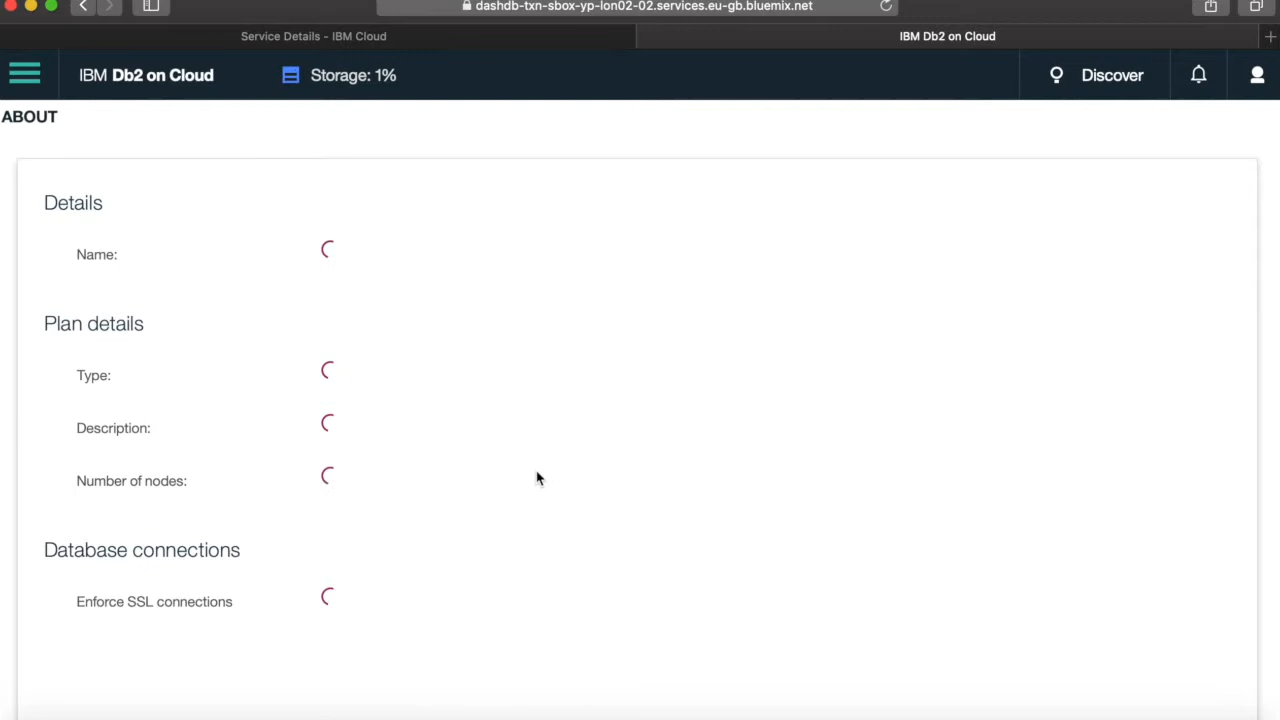 dashdb-txn-sbox-yp-lon02-02.services.eu-gb.bluemix.net
Service Details - IBM Cloud
IBM Db2 on Cloud
IBM Db2 on Cloud
Storage: 1%
Discover
ABOUT
Details
Name:
Plan details
Type:
Description:
Number of nodes:
Database connections
Enforce SSL connections